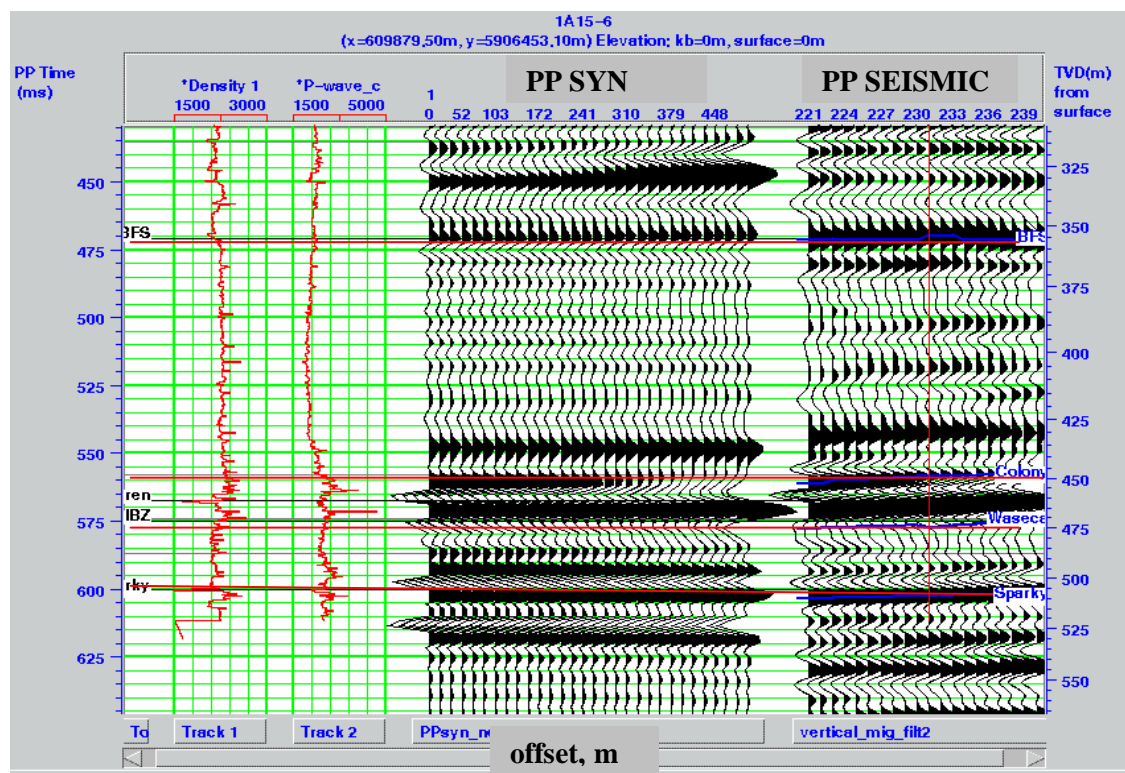 1A15-6
(x=609879.50m, y=5906453.10m) Elevation: kb=0m, surface=0m
PP Time
(ms)
*Density 1
1500 3000
*P-wave_c
1500 5000
PP SYN
1
0 52 103 172 241 310 379 448
PP SEISMIC
221 224 227 230 233 236 239
TVD(m)
from
surface
450
475
500
525
550
575
600
625
BFS
ren
IBZ
rky
BFS
Colony
Waseca
Sparky
325
350
375
400
425
450
475
500
525
550
To
Track 1
Track 2
PPsyn_n
vertical_mig_filt2
offset, m